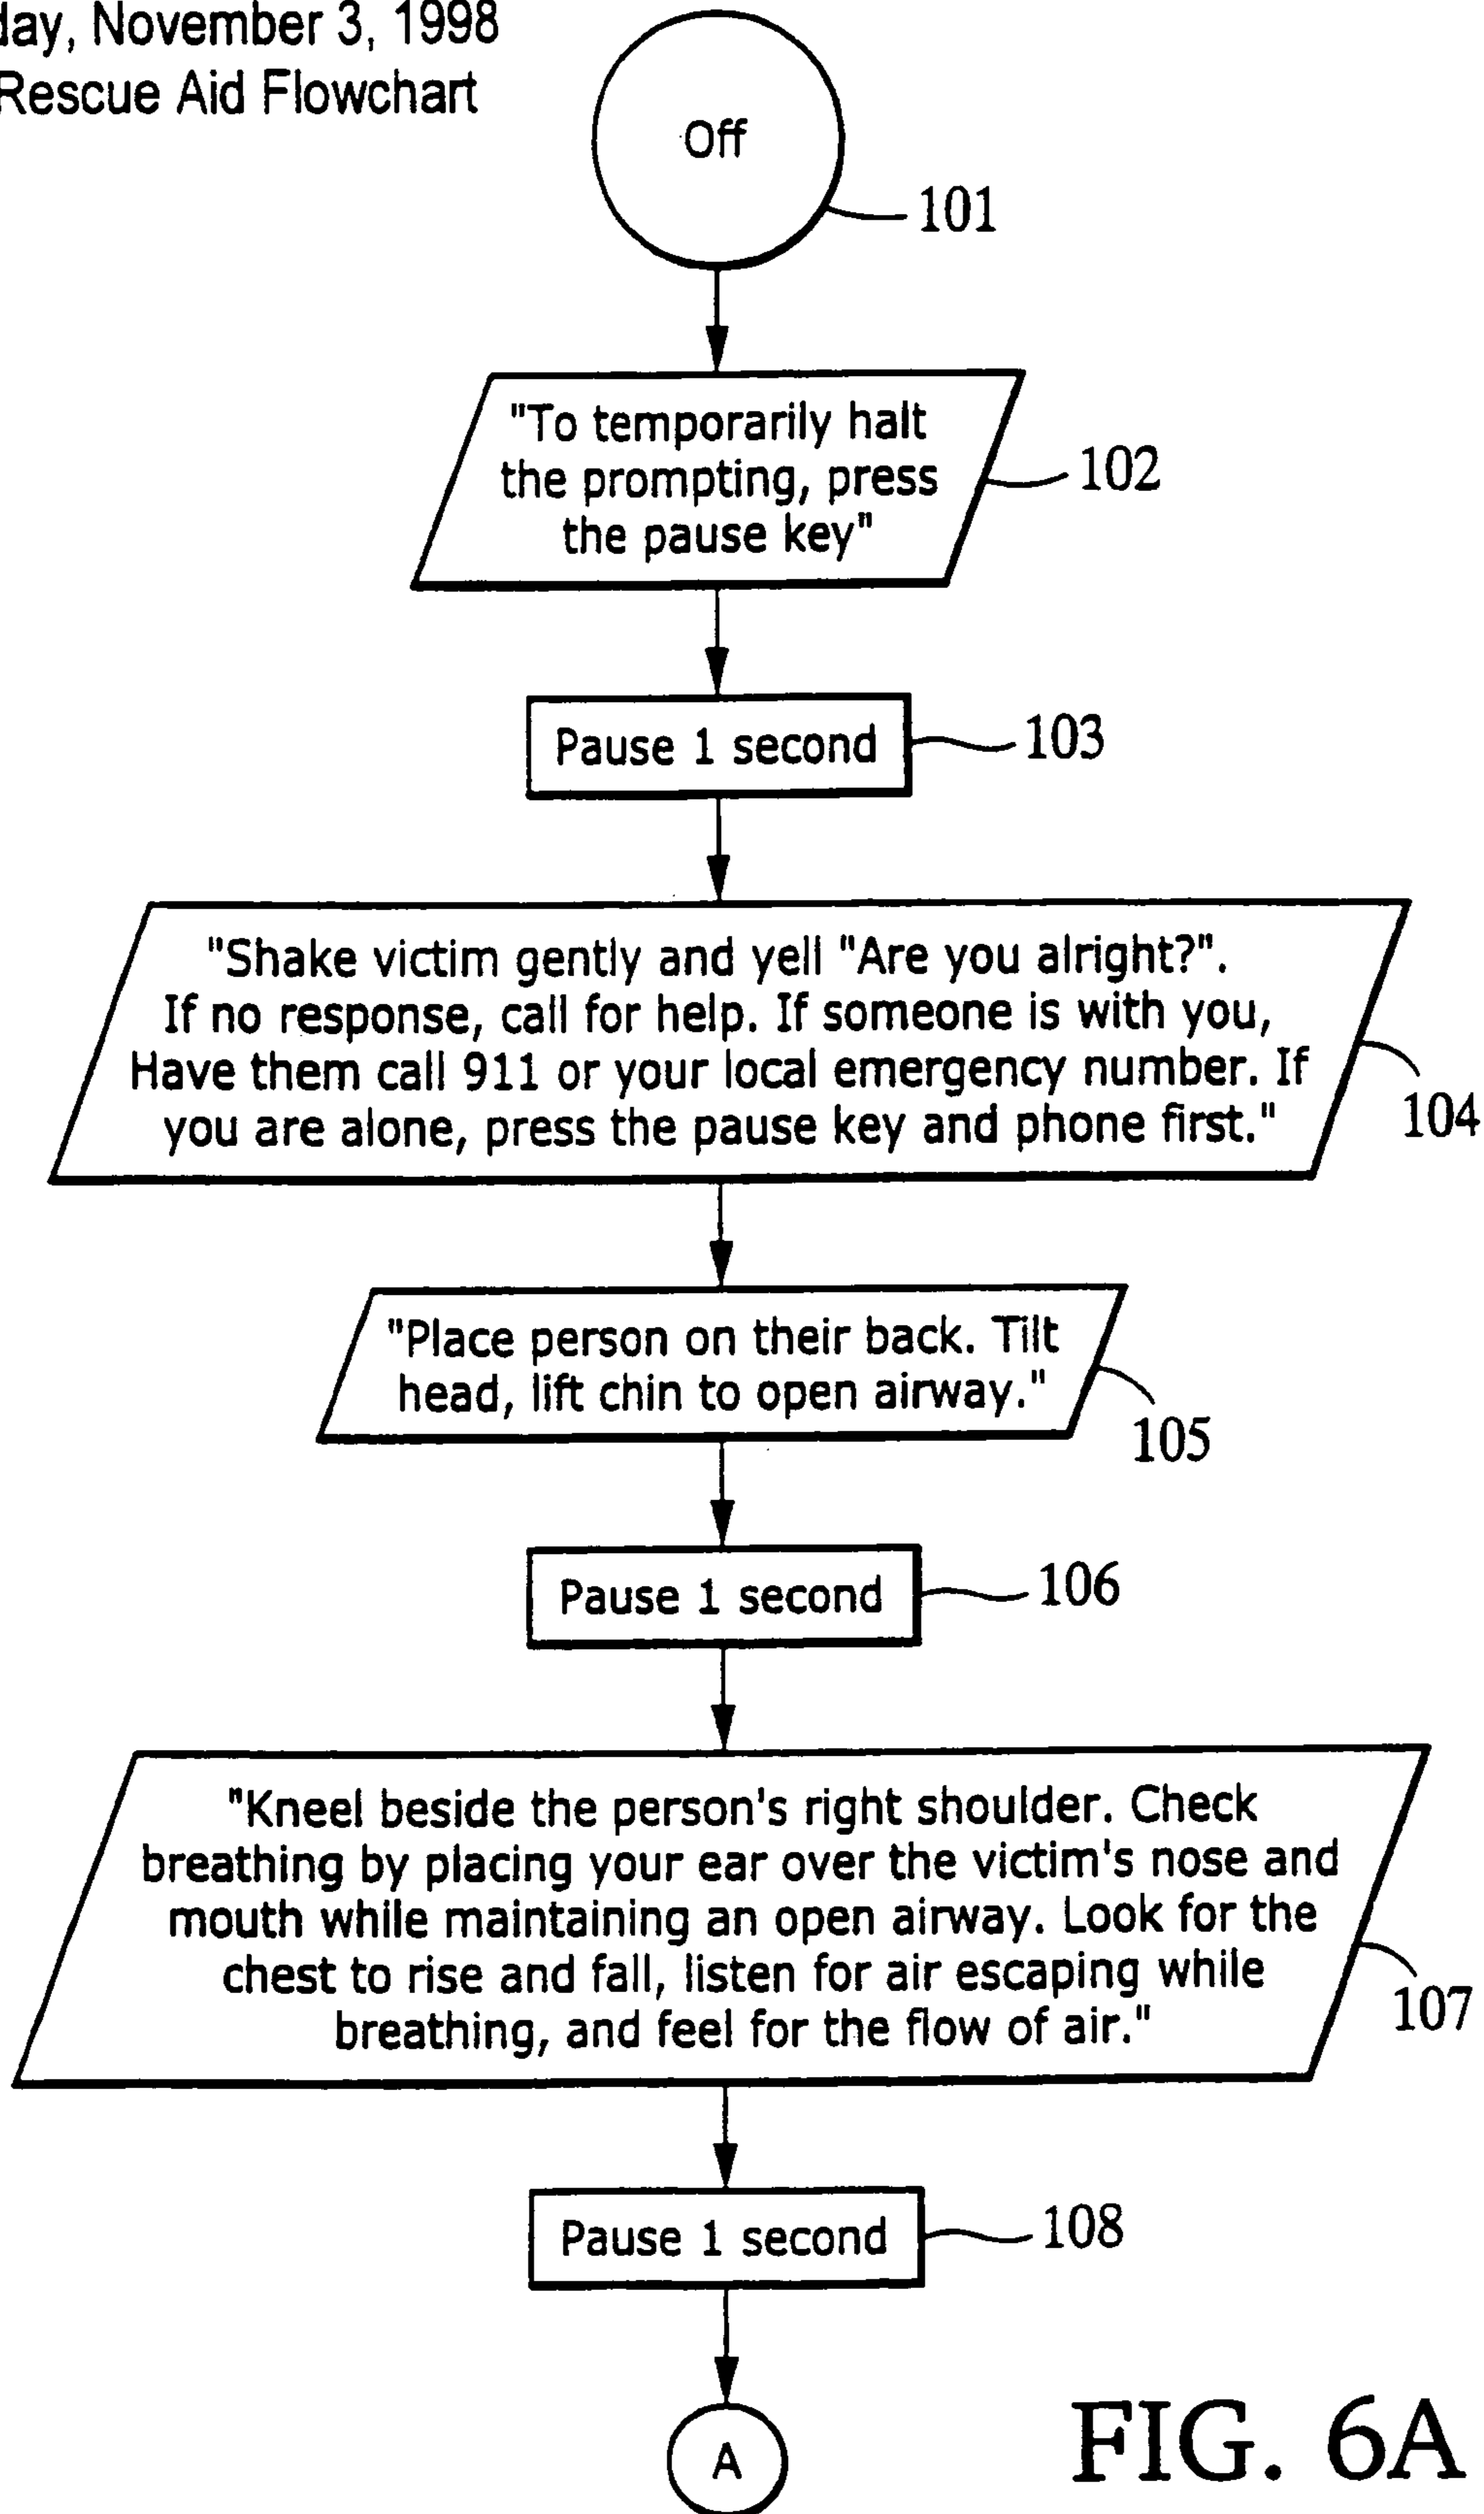 day, November 3, 1998
Rescue Aid Flowchart
Off
101
"To temporarily halt
the prompting, press
the pause key"
102
Pause 1 second
103
"Shake victim gently and yell "Are you alright?".
If no response, call for help. If someone is with you,
Have them call 911 or your local emergency number. If
you are alone, press the pause key and phone first."
104
"Place person on their back. Tilt
head, lift chin to open airway."
105
Pause 1 second
106
"Kneel beside the person's right shoulder. Check
breathing by placing your ear over the victim's nose and
mouth while maintaining an open airway. Look for the
chest to rise and fall, listen for air escaping while
breathing, and feel for the flow of air."
107
Pause 1 second
108
A
FIG. 6A